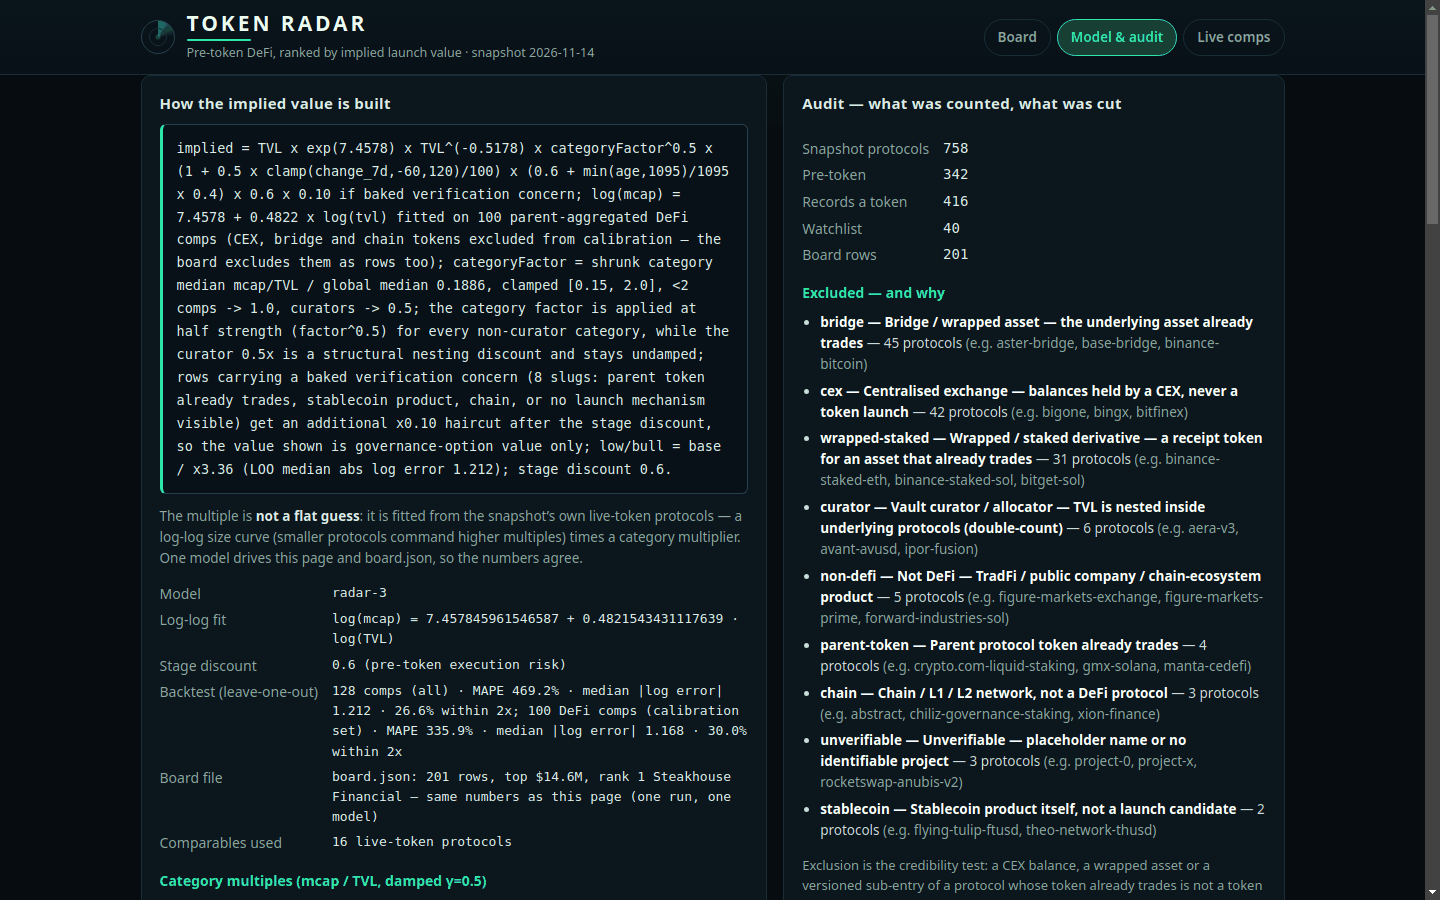 TOKEN RADAR
Pre-token DeFi, ranked by implied launch value · snapshot 2026-11-14
Board
Model & audit
Live comps
How the implied value is built
implied = TVL x exp(7.4578) x TVL^(-0.5178) x categoryFactor^0.5 x
(1 + 0.5 x clamp(change_7d,-60,120)/100) x (0.6 + min(age,1095)/1095
x 0.4) x 0.6 x 0.10 if baked verification concern; log(mcap) =
7.4578 + 0.4822 x log(tvl) fitted on 100 parent-aggregated DeFi
comps (CEX, bridge and chain tokens excluded from calibration — the
board excludes them as rows too); categoryFactor = shrunk category
median mcap/TVL / global median 0.1886, clamped [0.15, 2.0], <2
comps -> 1.0, curators -> 0.5; the category factor is applied at
half strength (factor^0.5) for every non-curator category, while the
curator 0.5x is a structural nesting discount and stays undamped;
rows carrying a baked verification concern (8 slugs: parent token
already trades, stablecoin product, chain, or no launch mechanism
visible) get an additional x0.10 haircut after the stage discount,
so the value shown is governance-option value only; low/bull = base
/ x3.36 (LOO median abs log error 1.212); stage discount 0.6.
The multiple is not a flat guess: it is fitted from the snapshot's own live-token protocols — a
log-log size curve (smaller protocols command higher multiples) times a category multiplier.
One model drives this page and board.json, so the numbers agree.
Model radar-3
Log-log fit log(mcap) = 7.457845961546587 + 0.4821543431117639 ·
log(TVL)
Stage discount 0.6 (pre-token execution risk)
Backtest (leave-one-out) 128 comps (all) · MAPE 469.2% · median |log error|
1.212 · 26.6% within 2x; 100 DeFi comps (calibration
set) · MAPE 335.9% · median |log error| 1.168 · 30.0%
within 2x
Board file board.json: 201 rows, top $14.6M, rank 1 Steakhouse
Financial — same numbers as this page (one run, one
model)
Comparables used 16 live-token protocols
Category multiples (mcap / TVL, damped γ=0.5)
Audit — what was counted, what was cut
Snapshot protocols 758
Pre-token 342
Records a token 416
Watchlist 40
Board rows 201
Excluded — and why
• bridge — Bridge / wrapped asset — the underlying asset already
trades — 45 protocols (e.g. aster-bridge, base-bridge, binance-
bitcoin)
• cex — Centralised exchange — balances held by a CEX, never a
token launch — 42 protocols (e.g. bigone, bingx, bitfinex)
• wrapped-staked — Wrapped / staked derivative — a receipt token
for an asset that already trades — 31 protocols (e.g. binance-
staked-eth, binance-staked-sol, bitget-sol)
• curator — Vault curator / allocator — TVL is nested inside
underlying protocols (double-count) — 6 protocols (e.g. aera-v3,
avant-avusd, ipor-fusion)
• non-defi — Not DeFi — TradFi / public company / chain-ecosystem
product — 5 protocols (e.g. figure-markets-exchange, figure-markets-
prime, forward-industries-sol)
• parent-token — Parent protocol token already trades — 4
protocols (e.g. crypto.com-liquid-staking, gmx-solana, manta-cedefi)
• chain — Chain / L1 / L2 network, not a DeFi protocol — 3 protocols
(e.g. abstract, chiliz-governance-staking, xion-finance)
• unverifiable — Unverifiable — placeholder name or no
identifiable project — 3 protocols (e.g. project-0, project-x,
rocketswap-anubis-v2)
• stablecoin — Stablecoin product itself, not a launch candidate — 2
protocols (e.g. flying-tulip-ftusd, theo-network-thusd)
Exclusion is the credibility test: a CEX balance, a wrapped asset or a
versioned sub-entry of a protocol whose token already trades is not a token